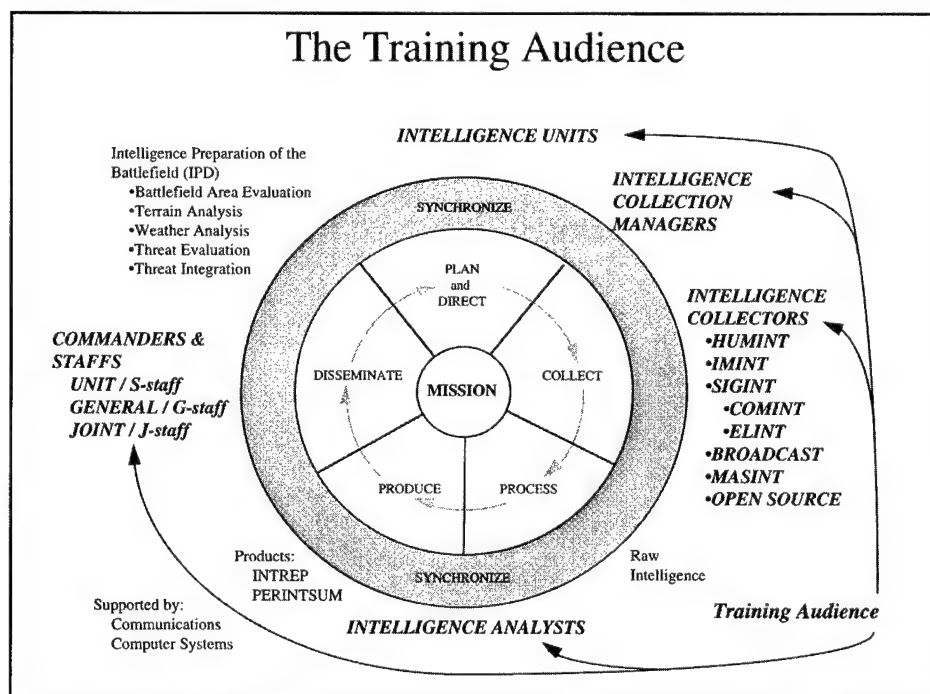 The Training Audience
INTELLIGENCE UNITS
Intelligence Preparation of the
Battlefield (IPD)
•Battlefield Area Evaluation
•Terrain Analysis
•Weather Analysis
•Threat Evaluation
•Threat Integration
INTELLIGENCE
COLLECTION
MANAGERS
SYNCHRONIZE
PLAN
and
DIRECT
INTELLIGENCE
COLLECTORS
•HUMINT
•IMINT
•SIGINT
•COMINT
•ELINT
•BROADCAST
•MASINT
•OPEN SOURCE
COMMANDERS &
STAFFS
UNIT / S-staff
GENERAL / G-staff
JOINT / J-staff
DISSEMINATE
MISSION
COLLECT
PRODUCE
PROCESS
Products:
INTREP
PERINTSUM
SYNCHRONIZE
Raw
Intelligence
Supported by:
Communications
Computer Systems
INTELLIGENCE ANALYSTS
Training Audience